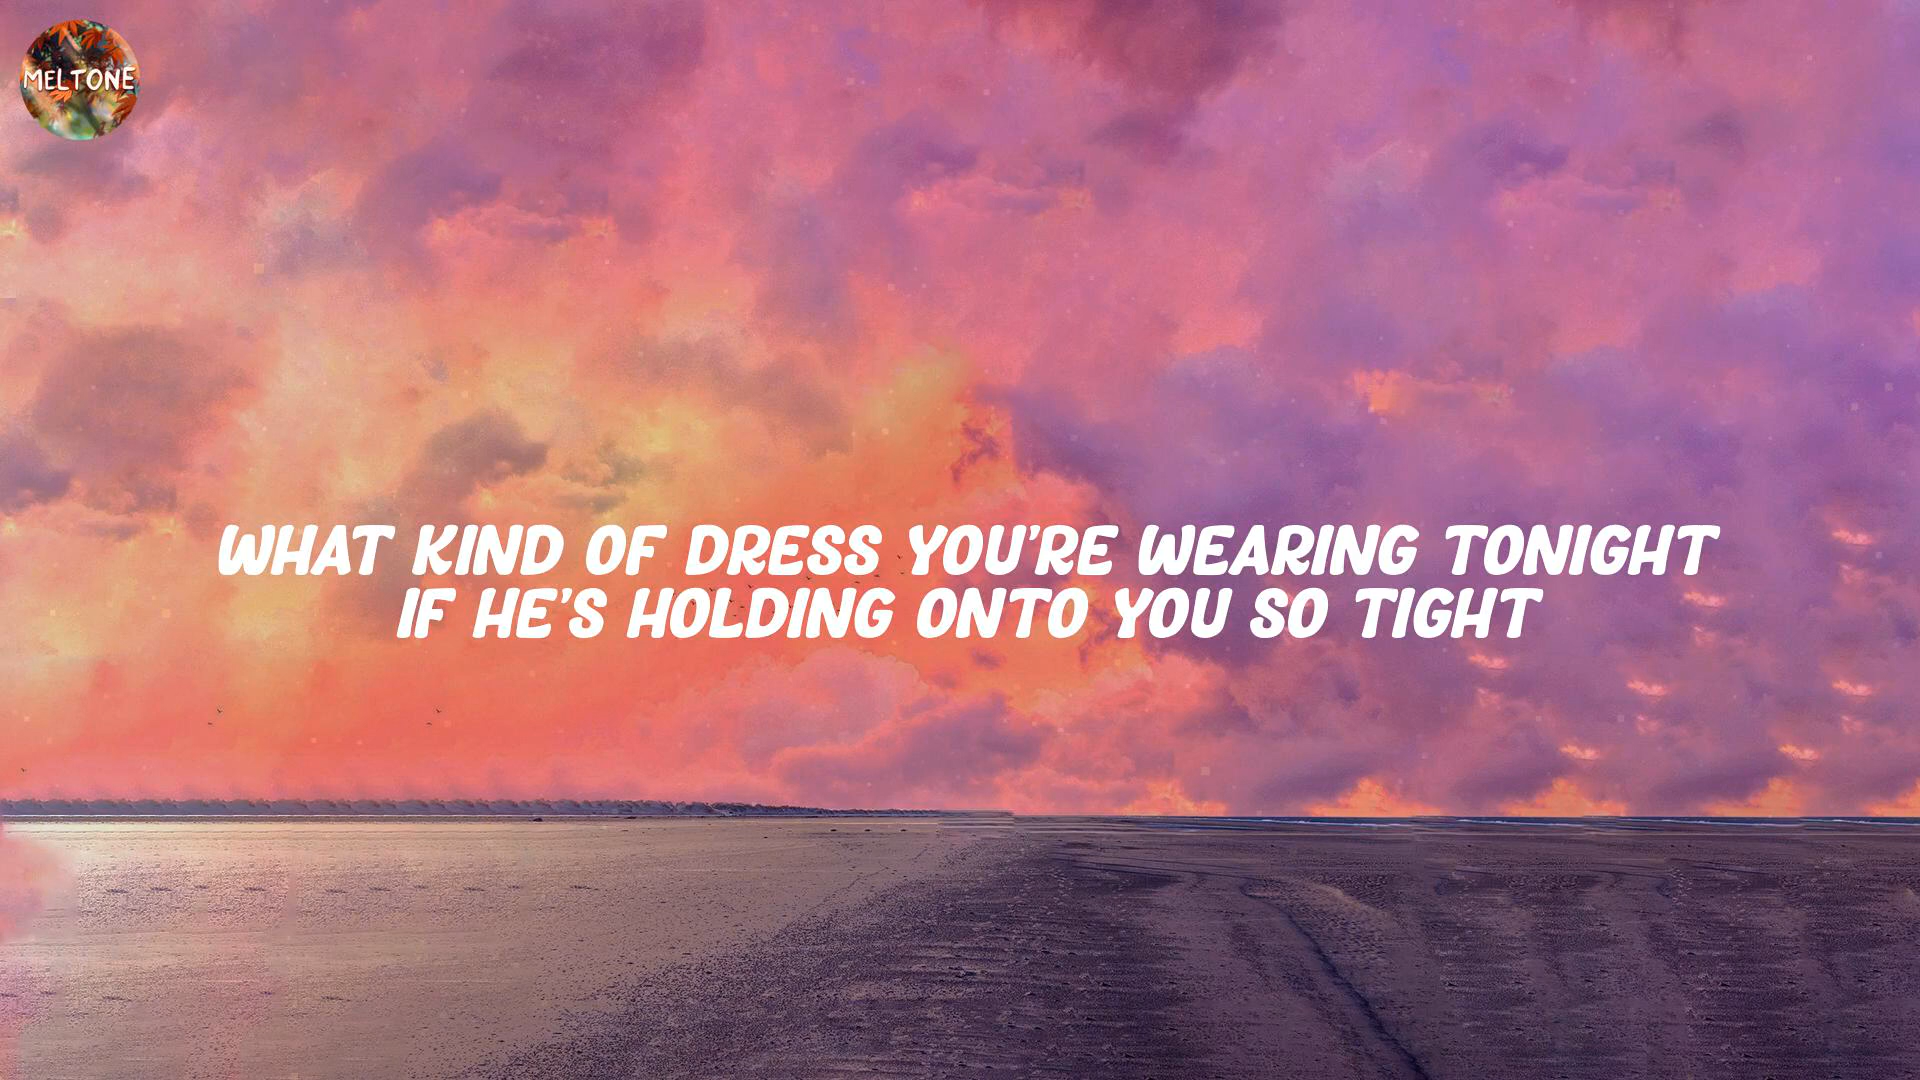 MELTONE
WHAT KIND OF DRESS YOU'RE WEARING TONIGHT
IF HE'S HOLDING ONTO YOU SO TIGHT